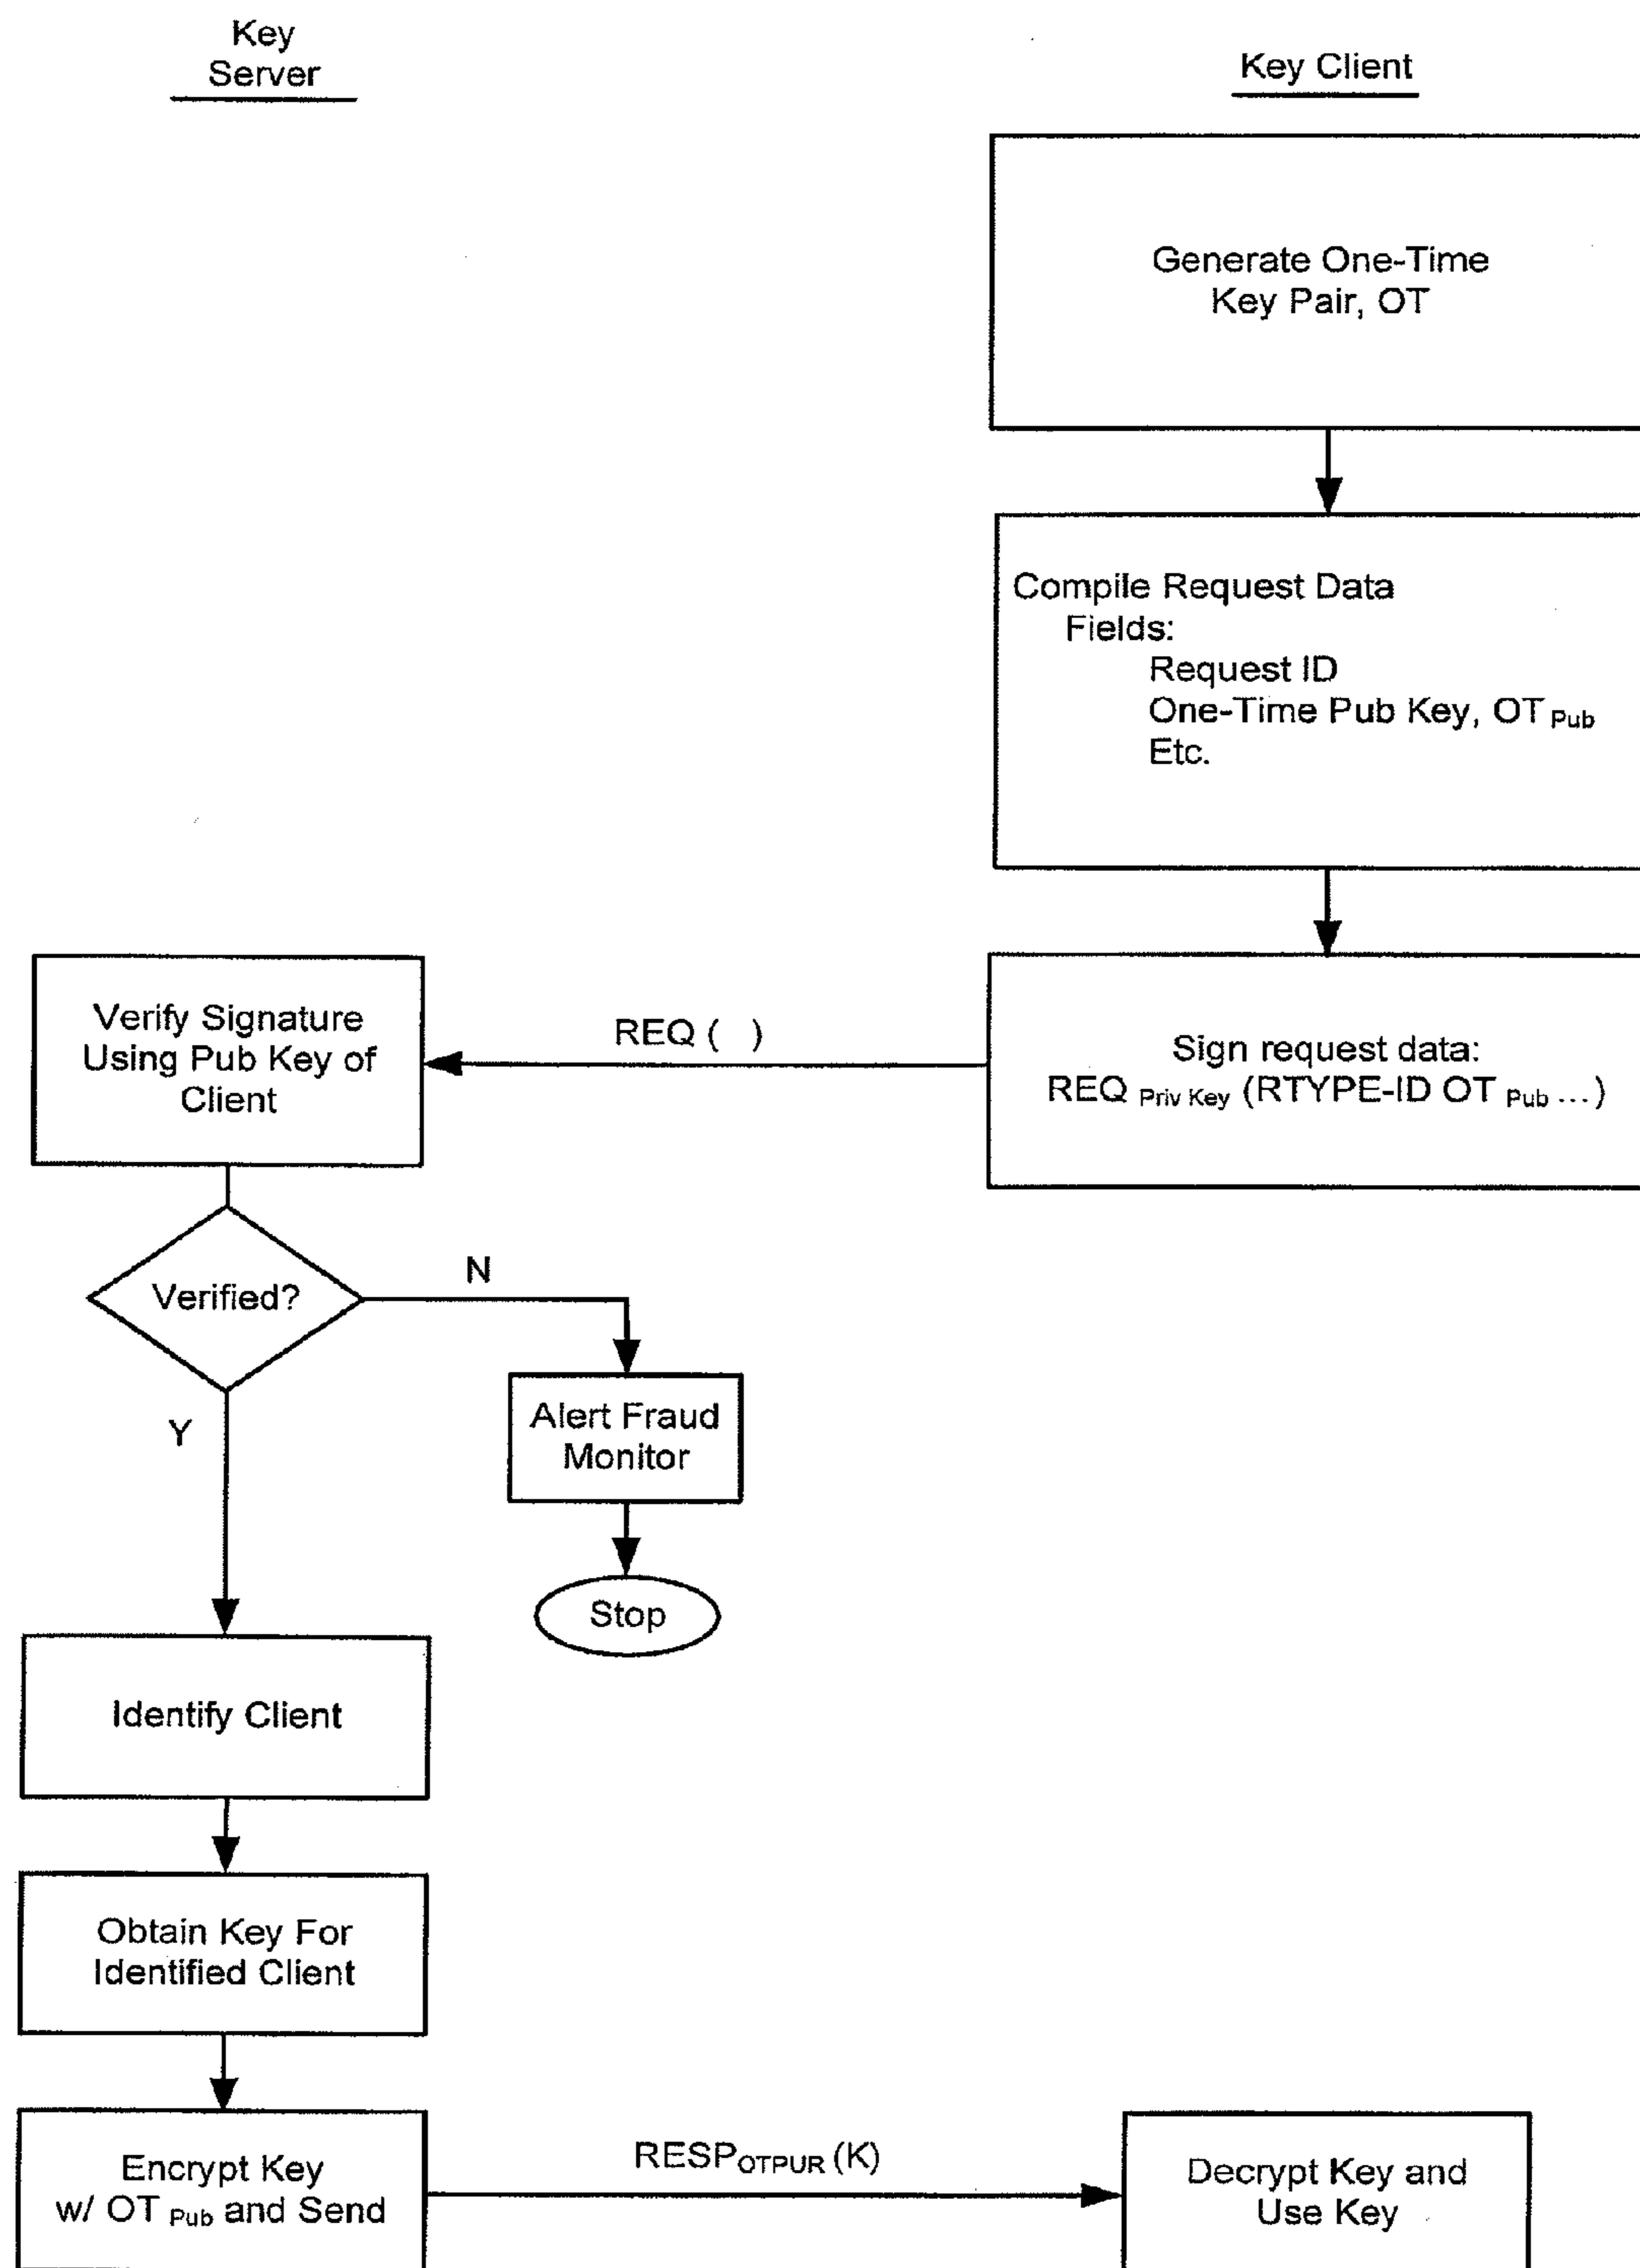 Key
Server
Key Client
Generate One-Time
Key Pair, OT
Compile Request Data
Fields:
Request ID
One-Time Pub Key, OT Pub
Etc.
Verify Signature
Using Pub Key of
Client
REQ ( )
Sign request data:
REQ Priv Key (RTYPE-ID OT Pub ...)
Verified?
N
Y
Alert Fraud
Monitor
Stop
Identify Client
Obtain Key For
Identified Client
Encrypt Key
w/ OT Pub and Send
RESPOTPUR (K)
Decrypt Key and
Use Key